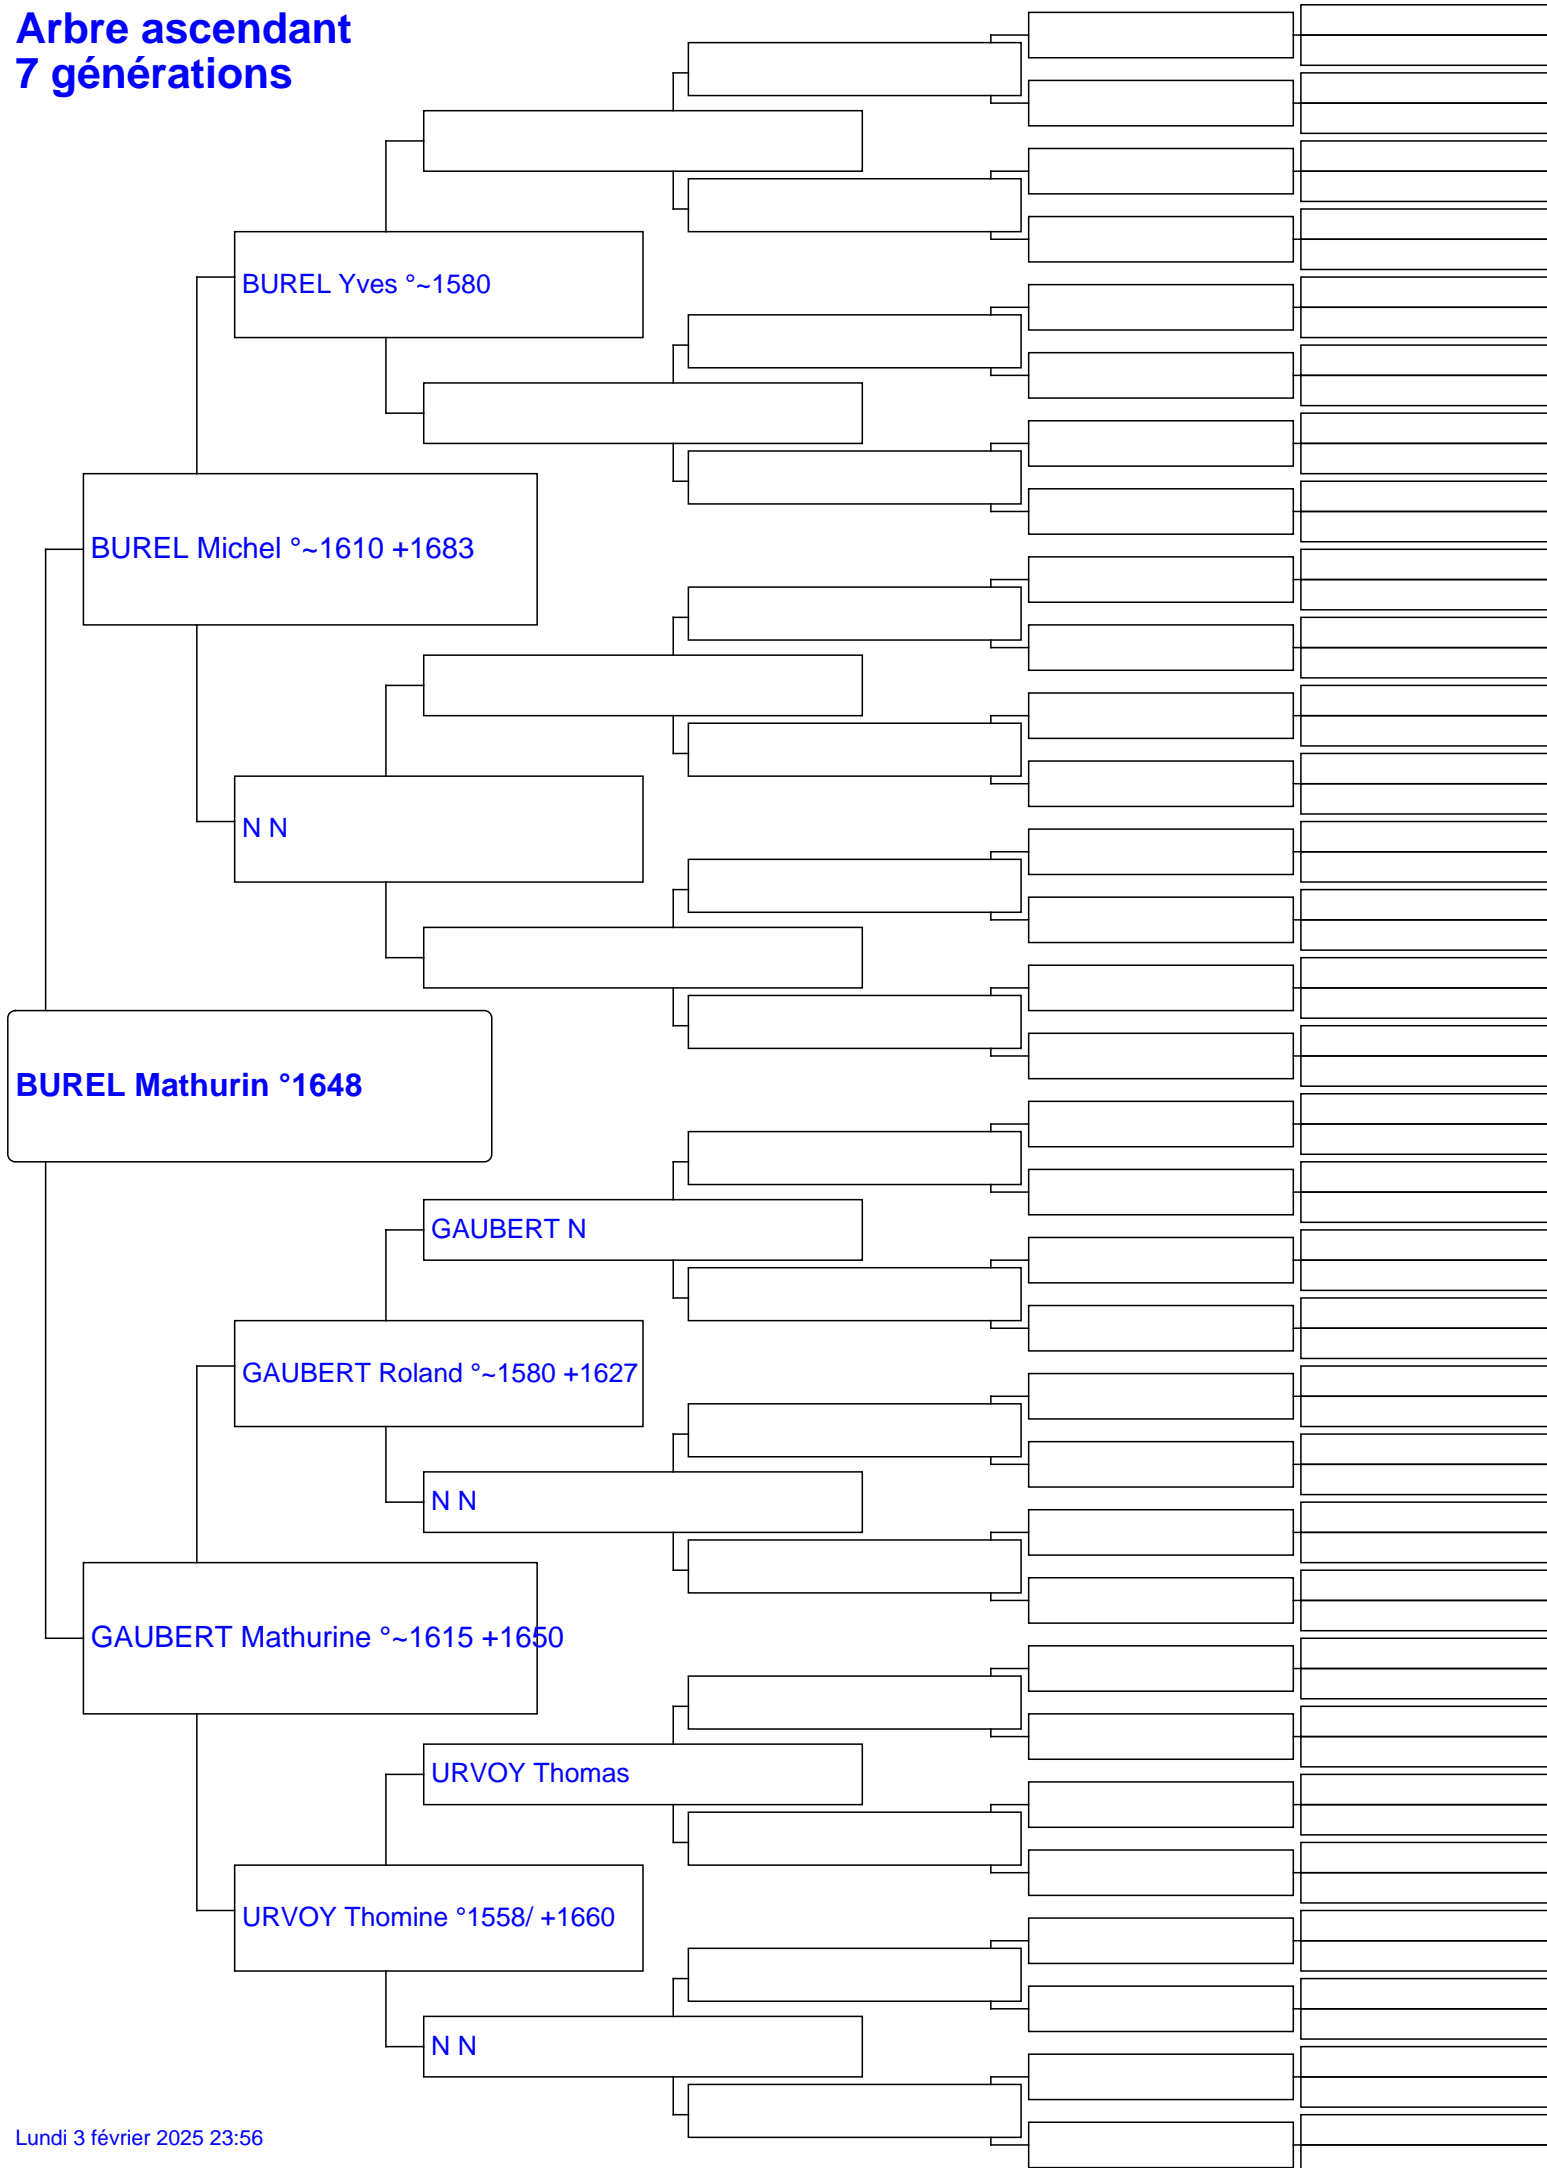 Arbre ascendant
7 générations
BUREL Yves °~1580
BUREL Michel °~1610 +1683
N N
BUREL Mathurin °1648
GAUBERT N
GAUBERT Roland °~1580 +1627
N N
GAUBERT Mathurine °~1615 +1650
URVOY Thomas
URVOY Thomine °1558/ +1660
N N
Lundi 3 février 2025 23:56